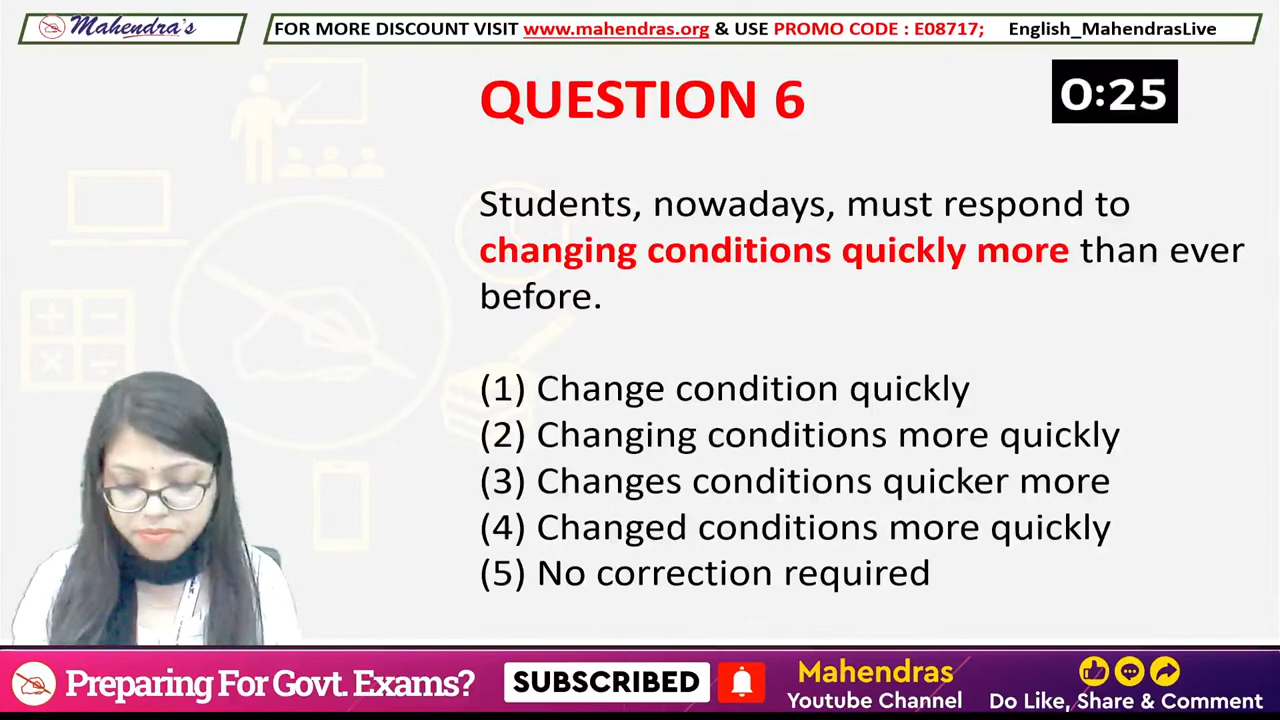 Mahendra's
FOR MORE DISCOUNT VISIT www.mahendras.org & USE PROMO CODE : E08717; English_MahendrasLive
QUESTION 6
0:25
Students, nowadays, must respond to
changing conditions quickly more than ever
before.
(1) Change condition quickly
(2) Changing conditions more quickly
(3) Changes conditions quicker more
(4) Changed conditions more quickly
(5) No correction required
Preparing For Govt. Exams?
SUBSCRIBED
Mahendras
Youtube Channel
Do Like, Share & Comment